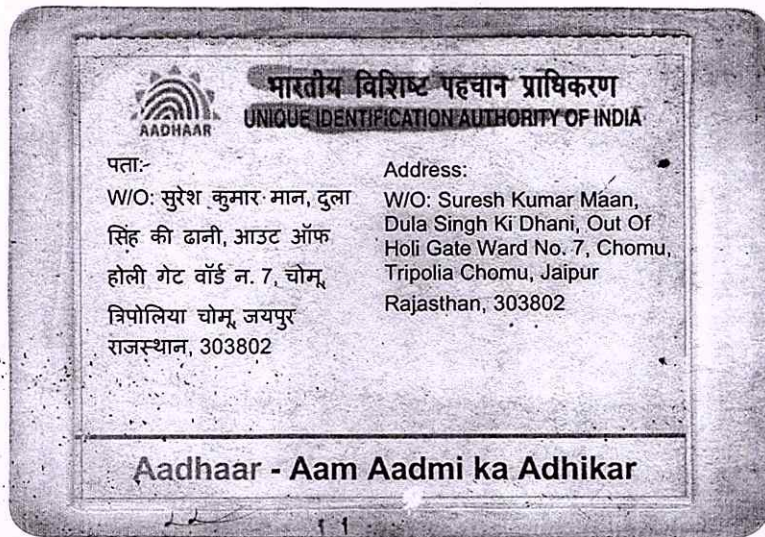 भारतीय विशिष्ट पहचान प्राधिकरण
AADHAAR
UNIQUE IDENTIFICATION AUTHORITY OF INDIA
पता:-
W/O: सुरेश कुमार मान, दुला
सिंह की ढानी, आउट ऑफ
होली गेट वॉर्ड न. 7, चोमू,
त्रिपोलिया चोमू, जयपुर
राजस्थान, 303802
Address:
W/O: Suresh Kumar Maan,
Dula Singh Ki Dhani, Out Of
Holi Gate Ward No. 7, Chomu,
Tripolia Chomu, Jaipur
Rajasthan, 303802
Aadhaar - Aam Aadmi ka Adhikar